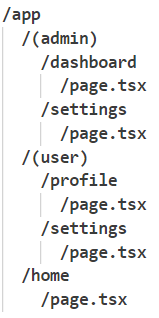 /app
/(admin)
/dashboard
/page.tsx
/settings
/page.tsx
/(user)
/profile
/page.tsx
/settings
/page.tsx
/home
/page.tsx